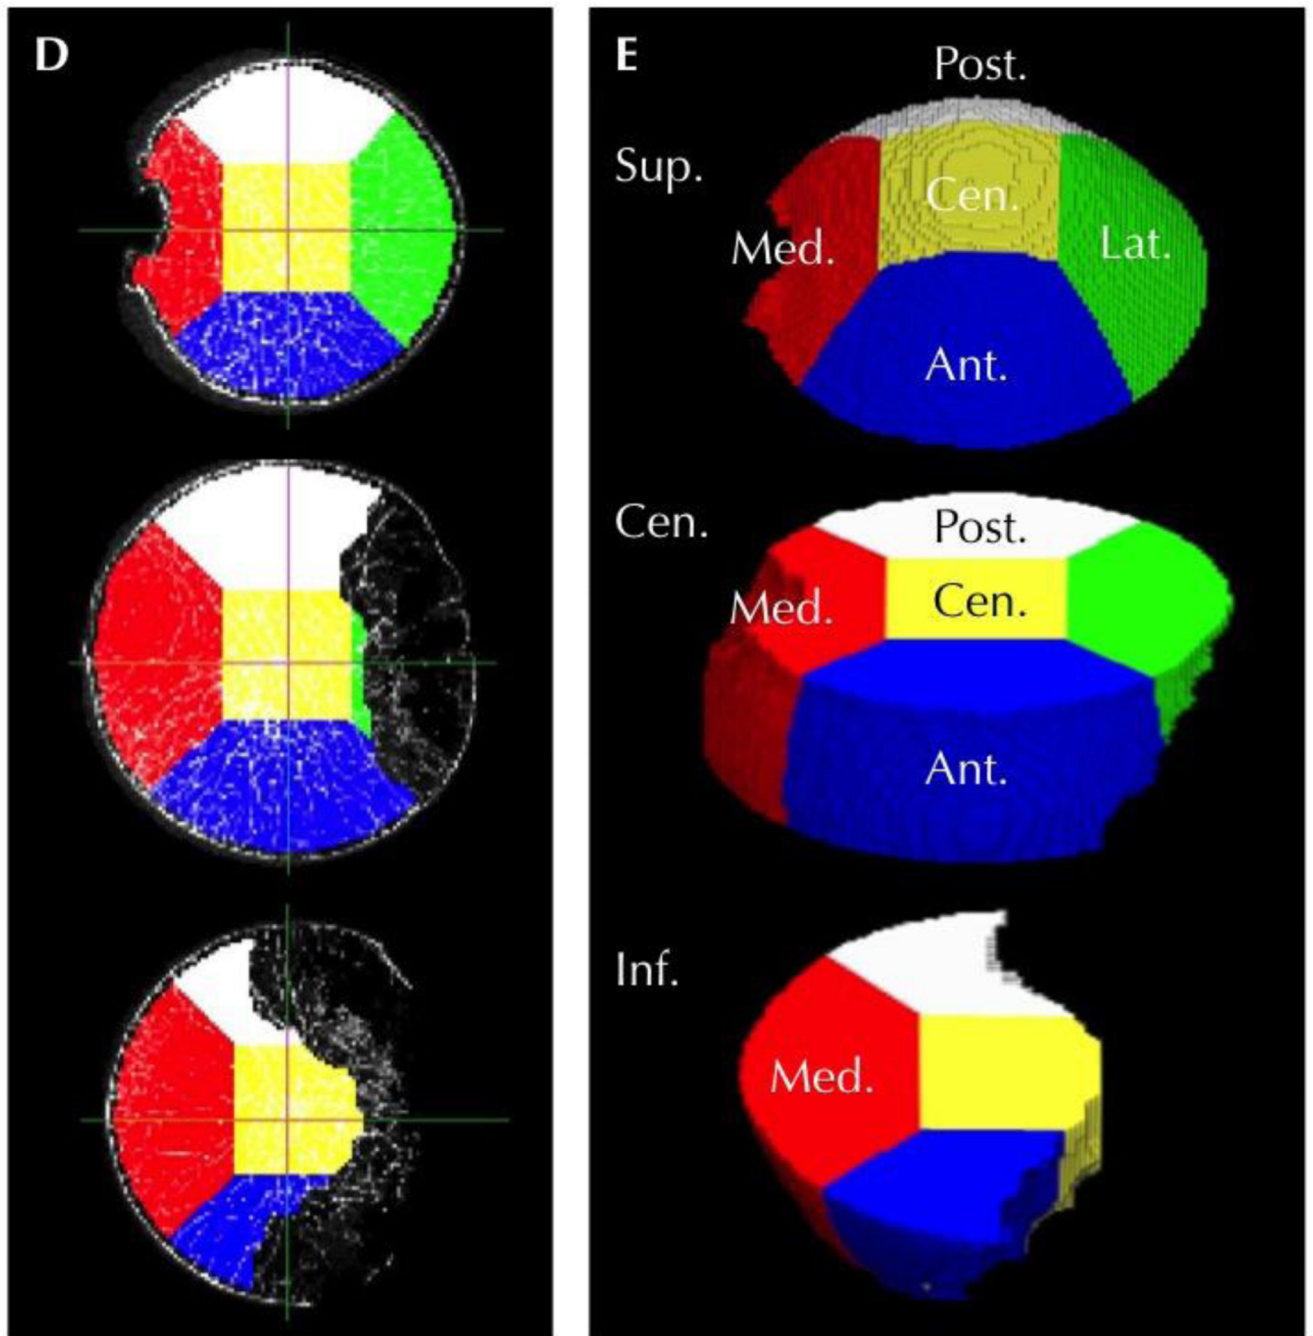 D
E
Post.
Sup.
Cen.
Med.
Lat.
Ant.
Cen.
Post.
Med.
Cen.
Ant.
Inf.
Med.